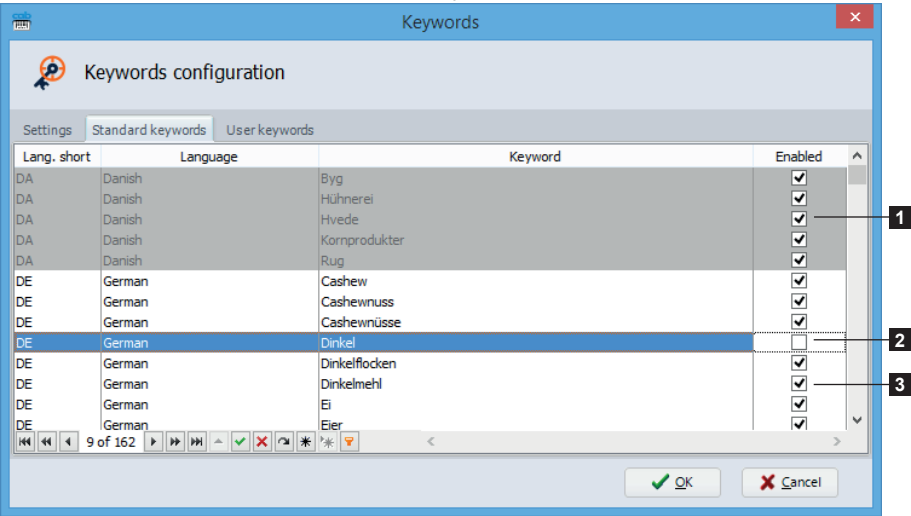 Keywords
Keywords configuration
Settings Standard keywords User keywords
Lang. short Language Keyword Enabled
DA Danish Byg
DA Danish Hühnerei
DA Danish Hvede
DA Danish Kornprodukter
DA Danish Rug
DE German Cashew
DE German Cashewnuss
DE German Cashewnüsse
DE German Dinkel
DE German Dinkelflocken
DE German Dinkelmehl
DE German Ei
DE German Eier
9 of 162
OK Cancel
1
2
3